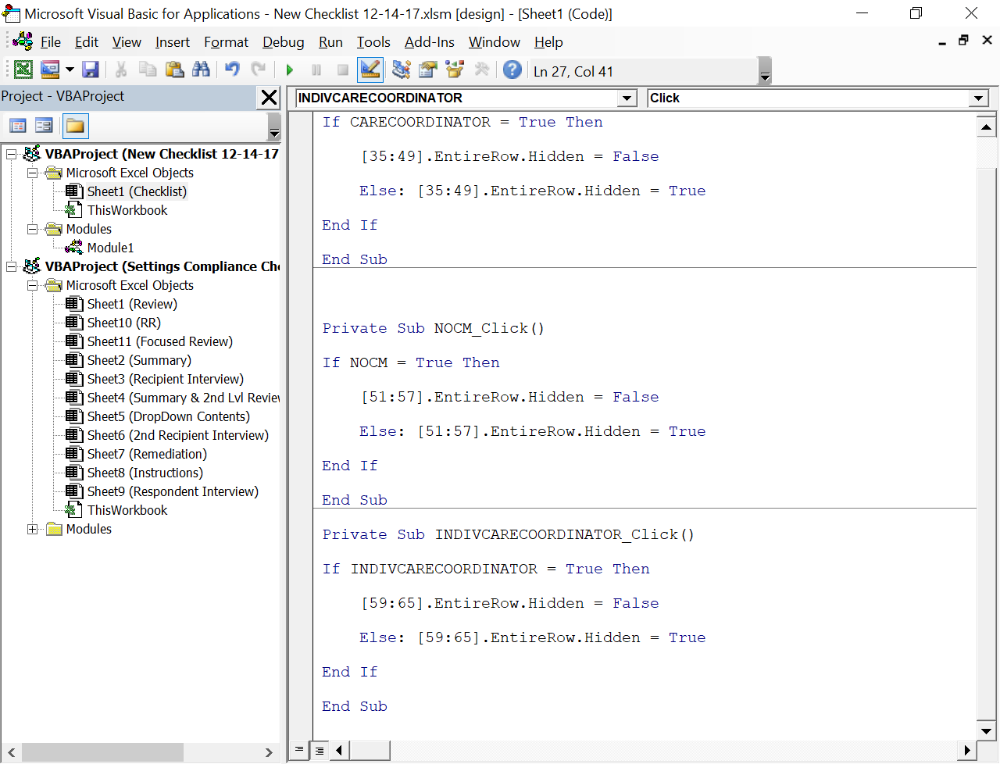 Microsoft Visual Basic for Applications - New Checklist 12-14-17.xlsm [design] - [Sheet1 (Code)]
File Edit View Insert Format Debug Run Tools Add-Ins Window Help
Ln 27, Col 41
Project - VBAProject
VBAProject (New Checklist 12-14-17
Microsoft Excel Objects
Sheet1 (Checklist)
ThisWorkbook
Modules
Module1
VBAProject (Settings Compliance Che
Microsoft Excel Objects
Sheet1 (Review)
Sheet10 (RR)
Sheet11 (Focused Review)
Sheet2 (Summary)
Sheet3 (Recipient Interview)
Sheet4 (Summary & 2nd Lvl Review
Sheet5 (DropDown Contents)
Sheet6 (2nd Recipient Interview)
Sheet7 (Remediation)
Sheet8 (Instructions)
Sheet9 (Respondent Interview)
ThisWorkbook
Modules
INDIVCARECOORDINATOR
Click
If CARECOORDINATOR = True Then
[35:49].EntireRow.Hidden = False
Else: [35:49].EntireRow.Hidden = True
End If
End Sub
Private Sub NOCM_Click()
If NOCM = True Then
[51:57].EntireRow.Hidden = False
Else: [51:57].EntireRow.Hidden = True
End If
End Sub
Private Sub INDIVCARECOORDINATOR_Click()
If INDIVCARECOORDINATOR = True Then
[59:65].EntireRow.Hidden = False
Else: [59:65].EntireRow.Hidden = True
End If
End Sub